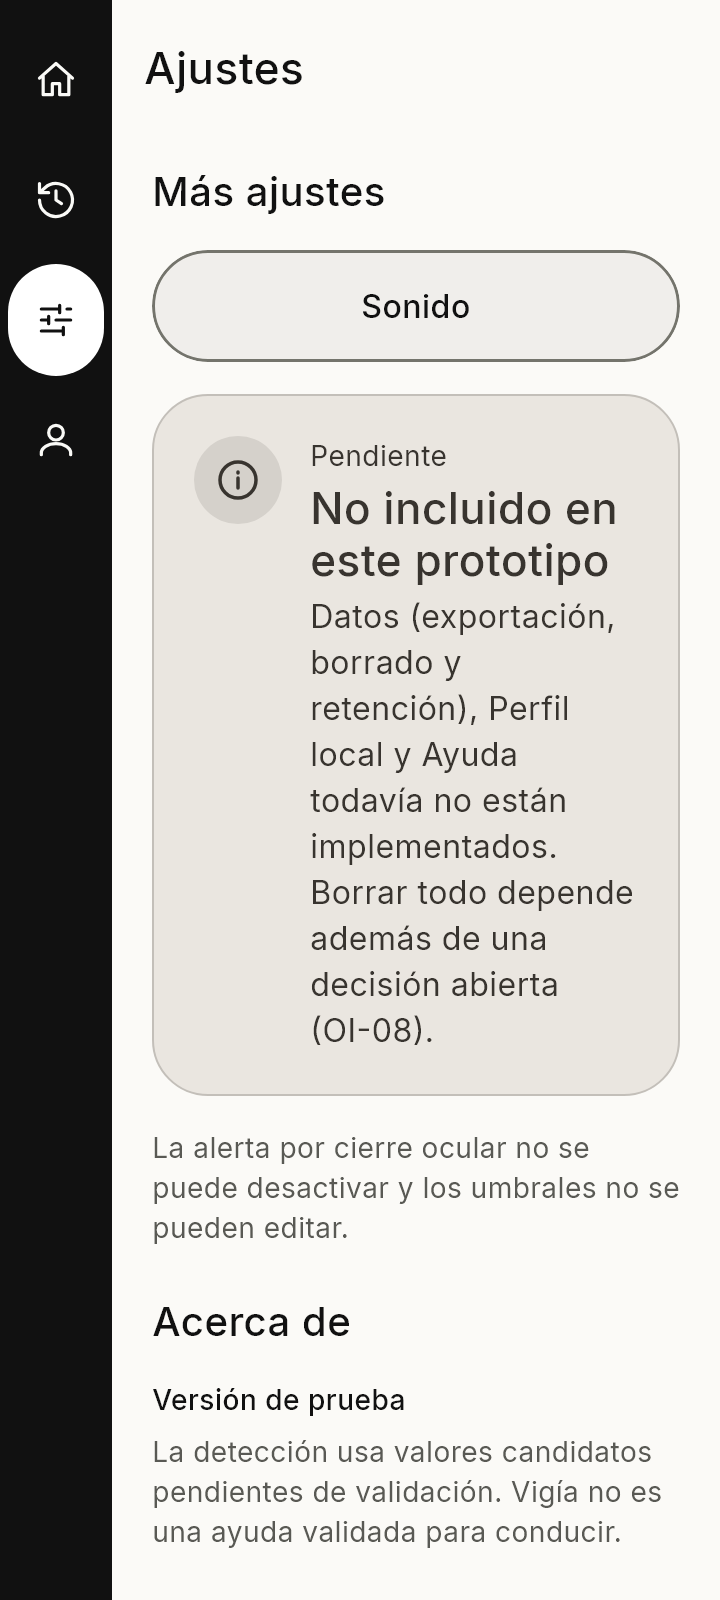 Ajustes
Más ajustes
Sonido
Pendiente
No incluido en
este prototipo
Datos (exportación,
borrado y
retención), Perfil
local y Ayuda
todavía no están
implementados.
Borrar todo depende
además de una
decisión abierta
(OI-08).
La alerta por cierre ocular no se
puede desactivar y los umbrales no se
pueden editar.
Acerca de
Versión de prueba
La detección usa valores candidatos
pendientes de validación. Vigía no es
una ayuda validada para conducir.